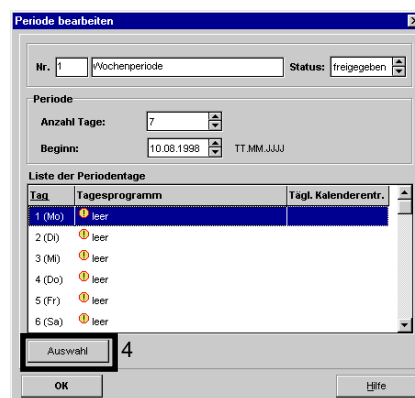 Periode bearbeiten
Nr. 1 Wochenperiode Status: freigegeben
Periode
Anzahl Tage: 7
Beginn: 10.08.1998 TT.MM.JJJJ
Liste der Periodentage
Tag Tagesprogramm Tägl. Kalenderentr.
1 (Mo) leer
2 (Di) leer
3 (Mi) leer
4 (Do) leer
5 (Fr) leer
6 (Sa) leer
Auswahl 4
OK Hilfe